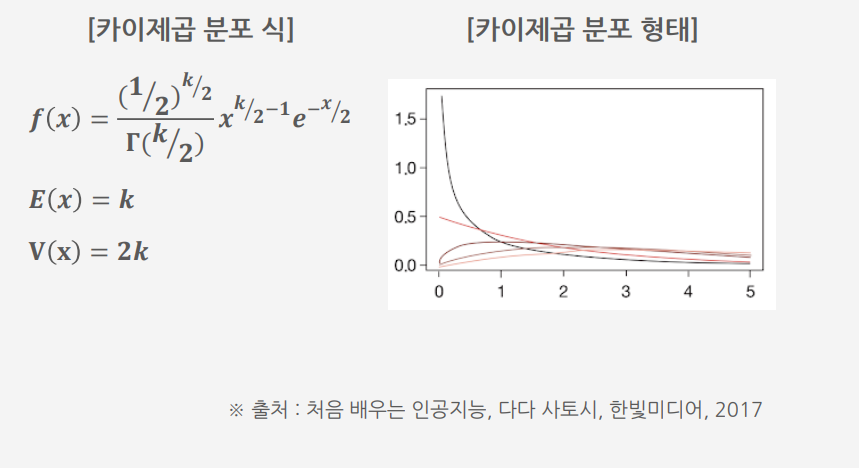 [카이제곱 분포 식]
f(x) = (1/2)^k/2 / Γ(k/2) x^k/2−1 e^−x/2
E(x) = k
V(x) = 2k
[카이제곱 분포 형태]
1.5
1.0
0.5
0.0
0 1 2 3 4 5
※ 출처 : 처음 배우는 인공지능, 다다 사토시, 한빛미디어, 2017